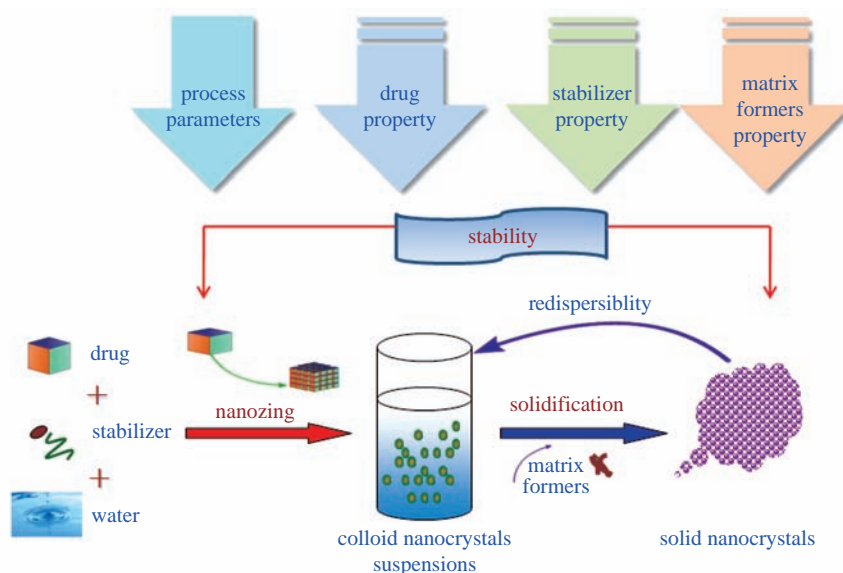 process
parameters
drug
property
stabilizer
property
matrix
formers
property
stability
redispersiblity
drug
+
nanozing
solidification
stabilizer
matrix
formers
+
water
colloid nanocrystals
suspensions
solid nanocrystals